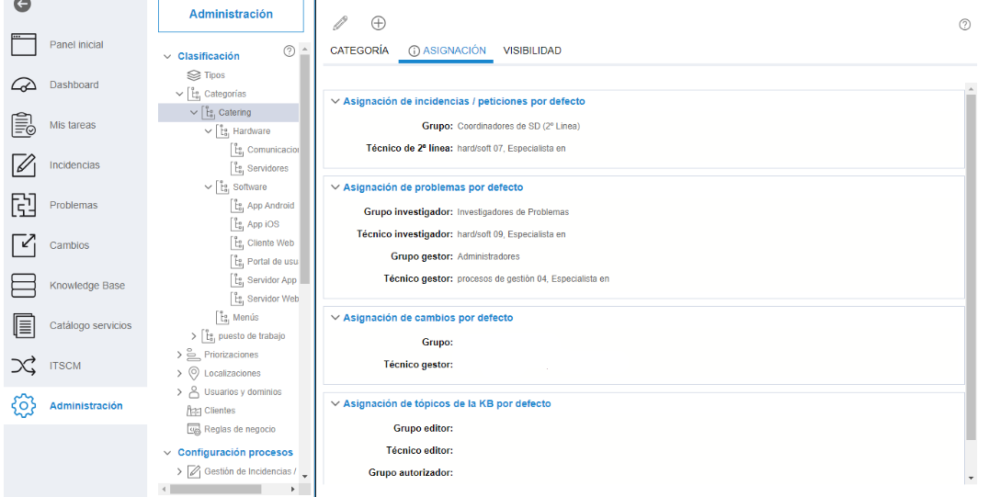 Panel inicial
Dashboard
Mis tareas
Incidencias
Problemas
Cambios
Knowledge Base
Catálogo servicios
ITSCM
Administración
Administración
Clasificación
Tipos
Categorías
Catering
Hardware
Comunicacion
Servidores
Software
App Android
App iOS
Cliente Web
Portal de usu
Servidor App
Servidor Web
Menús
puesto de trabajo
Priorizaciones
Localizaciones
Usuarios y dominios
Clientes
Reglas de negocio
Configuración procesos
Gestión de Incidencias /
CATEGORÍA ASIGNACIÓN VISIBILIDAD
Asignación de incidencias / peticiones por defecto
Grupo: Coordinadores de SD (2º Linea)
Técnico de 2ª línea: hard/soft 07, Especialista en
Asignación de problemas por defecto
Grupo investigador: Investigadores de Problemas
Técnico investigador: hard/soft 09, Especialista en
Grupo gestor: Administradores
Técnico gestor: procesos de gestión 04, Especialista en
Asignación de cambios por defecto
Grupo:
Técnico gestor:
Asignación de tópicos de la KB por defecto
Grupo editor:
Técnico editor:
Grupo autorizador: